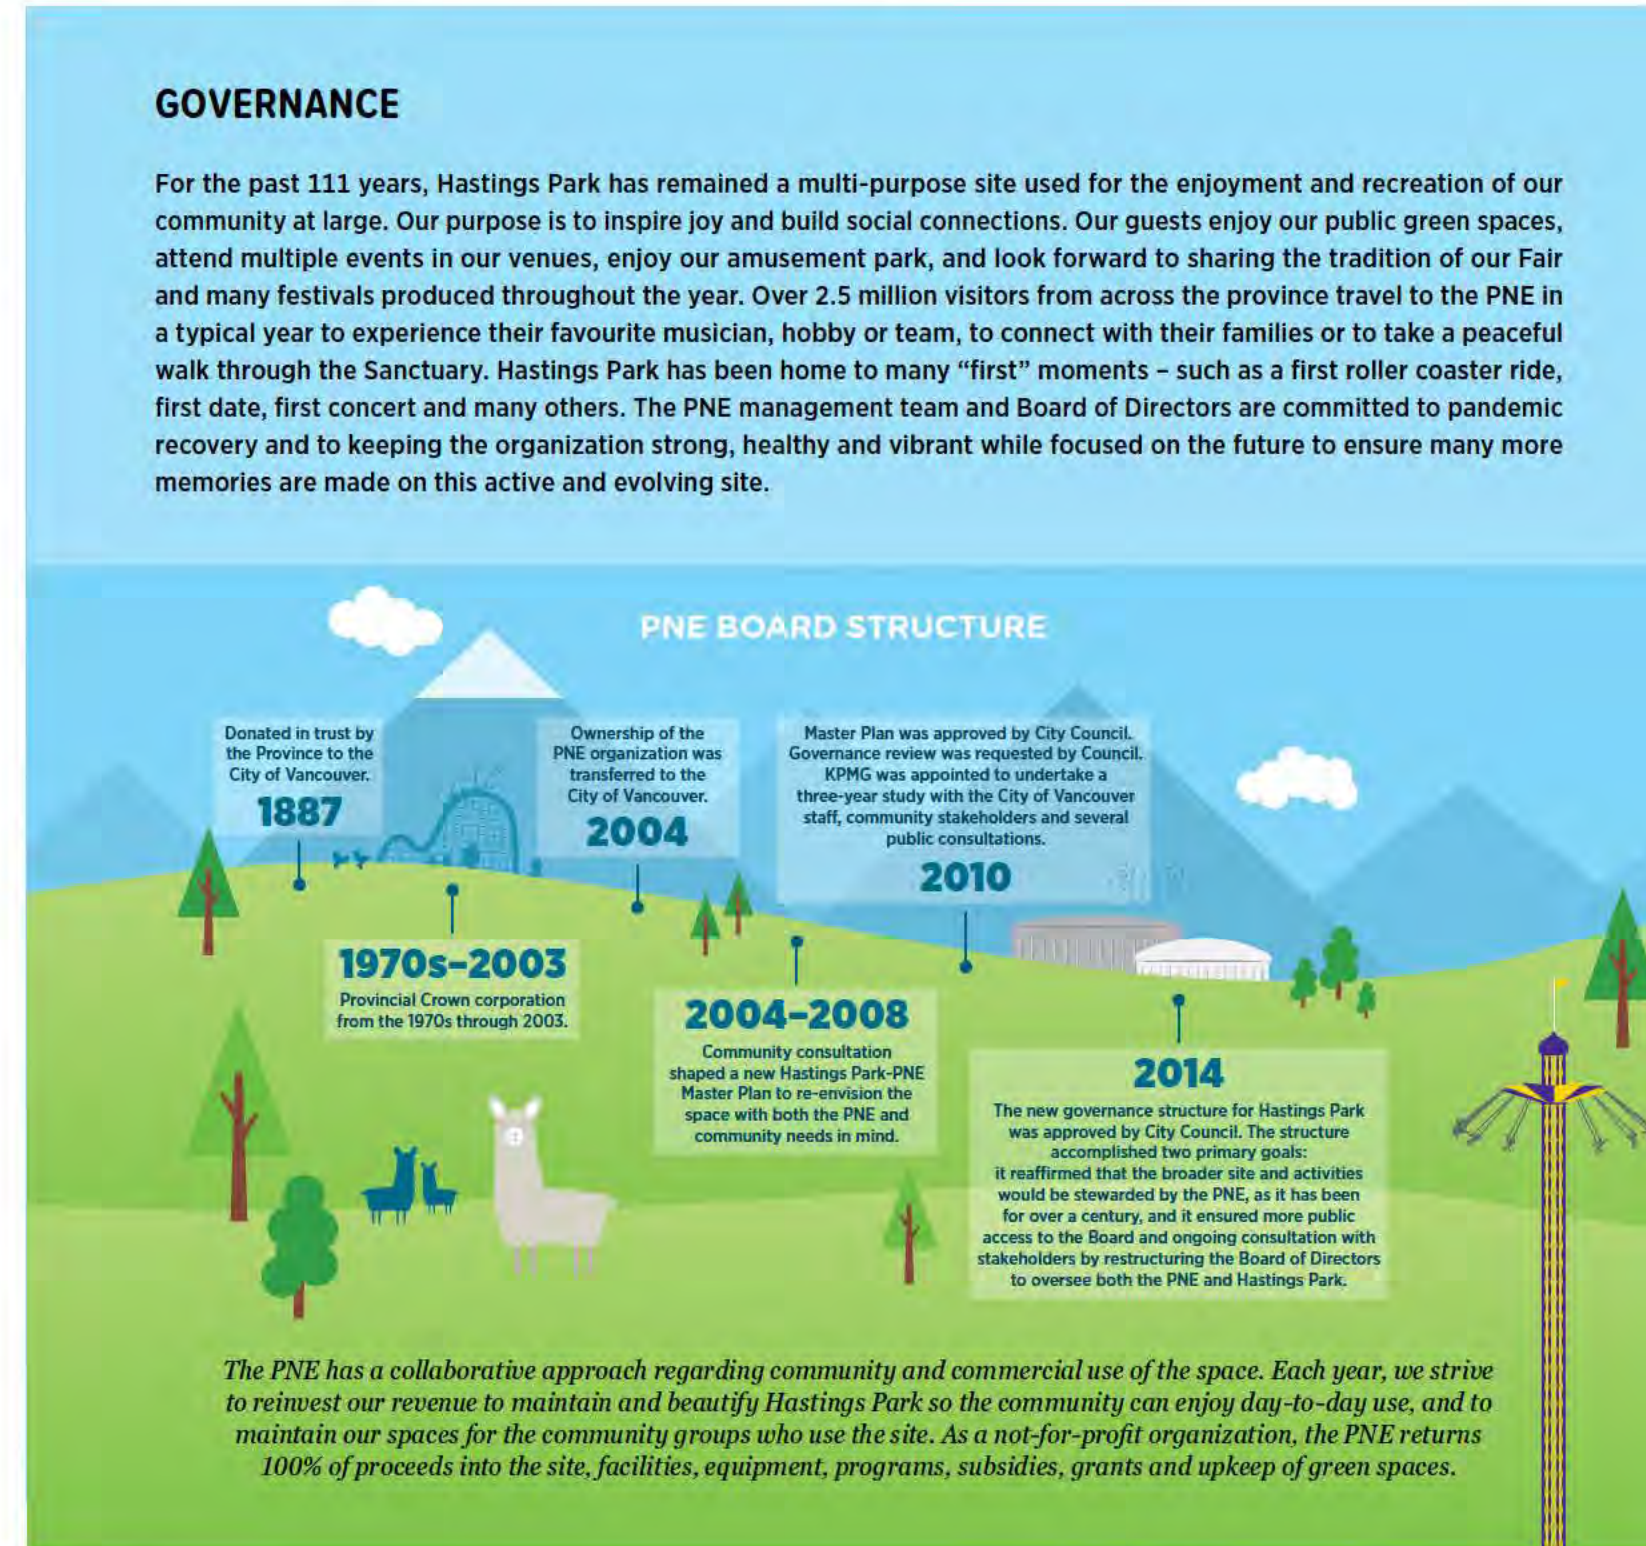 GOVERNANCE
For the past 111 years, Hastings Park has remained a multi-purpose site used for the enjoyment and recreation of our
community at large. Our purpose is to inspire joy and build social connections. Our guests enjoy our public green spaces,
attend multiple events in our venues, enjoy our amusement park, and look forward to sharing the tradition of our Fair
and many festivals produced throughout the year. Over 2.5 million visitors from across the province travel to the PNE in
a typical year to experience their favourite musician, hobby or team, to connect with their families or to take a peaceful
walk through the Sanctuary. Hastings Park has been home to many “first” moments – such as a first roller coaster ride,
first date, first concert and many others. The PNE management team and Board of Directors are committed to pandemic
recovery and to keeping the organization strong, healthy and vibrant while focused on the future to ensure many more
memories are made on this active and evolving site.
PNE BOARD STRUCTURE
Donated in trust by
the Province to the
City of Vancouver.
1887
1970s–2003
Provincial Crown corporation
from the 1970s through 2003.
Ownership of the
PNE organization was
transferred to the
City of Vancouver.
2004
2004–2008
Community consultation
shaped a new Hastings Park-PNE
Master Plan to re-envision the
space with both the PNE and
community needs in mind.
Master Plan was approved by City Council.
Governance review was requested by Council.
KPMG was appointed to undertake a
three-year study with the City of Vancouver
staff, community stakeholders and several
public consultations.
2010
2014
The new governance structure for Hastings Park
was approved by City Council. The structure
accomplished two primary goals:
it reaffirmed that the broader site and activities
would be stewarded by the PNE, as it has been
for over a century, and it ensured more public
access to the Board and ongoing consultation with
stakeholders by restructuring the Board of Directors
to oversee both the PNE and Hastings Park.
The PNE has a collaborative approach regarding community and commercial use of the space. Each year, we strive
to reinvest our revenue to maintain and beautify Hastings Park so the community can enjoy day-to-day use, and to
maintain our spaces for the community groups who use the site. As a not-for-profit organization, the PNE returns
100% of proceeds into the site, facilities, equipment, programs, subsidies, grants and upkeep of green spaces.